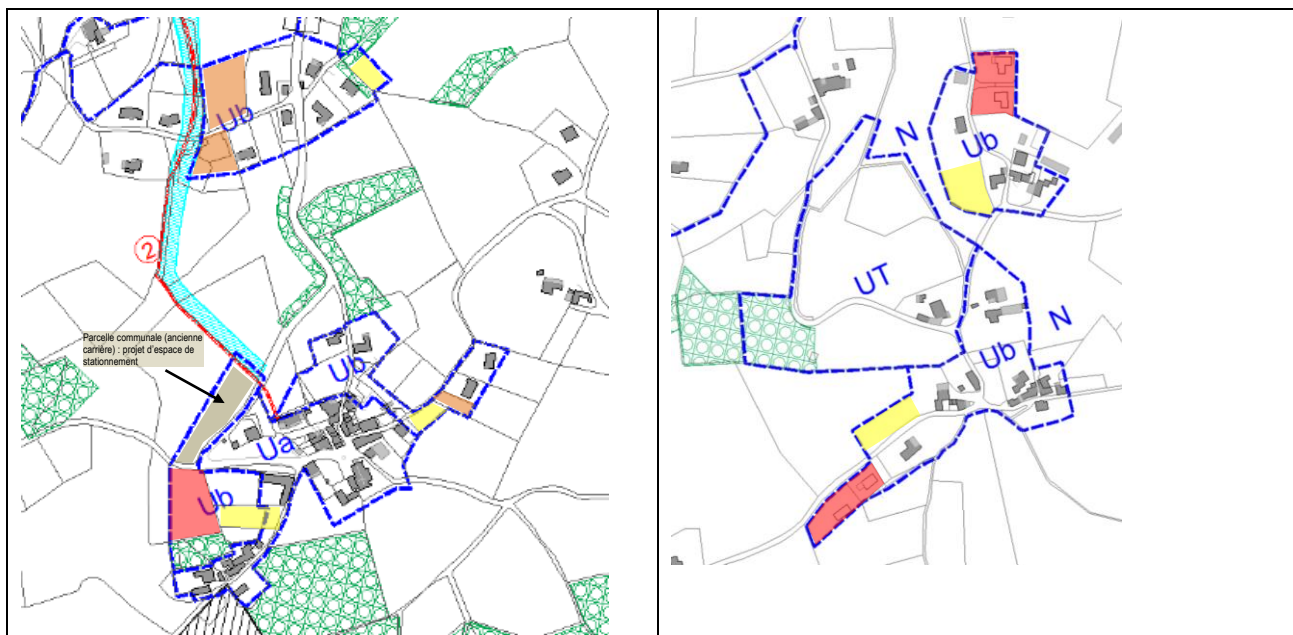 Ub
2
Parcelle communale (ancienne
carrière) : projet d'espace de
stationnement
Ub
Ua
Ub
N
Ub
UT
N
Ub